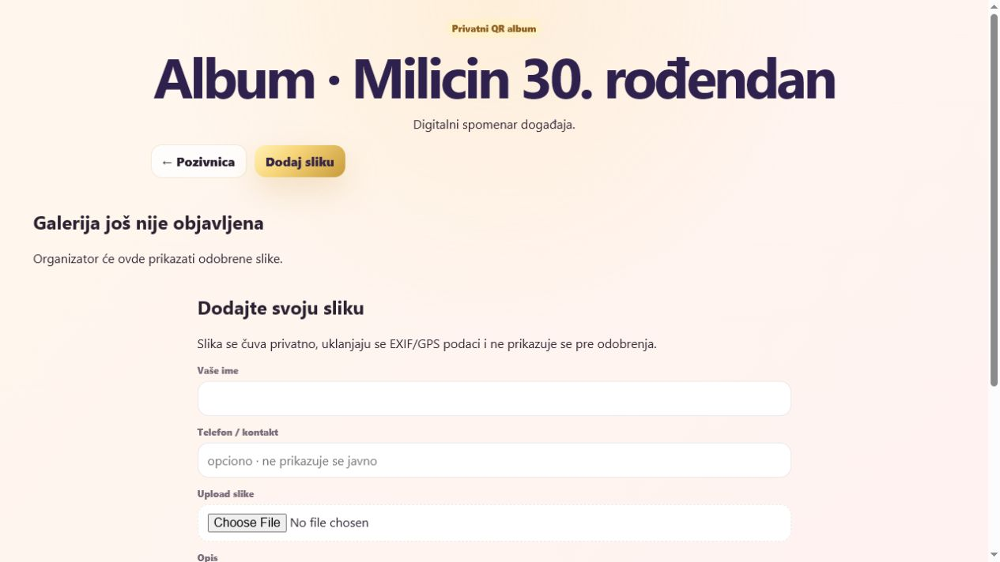 Privatni QR album
Album · Milicin 30. rođendan
Digitalni spomenar događaja.
← Pozivnica
Dodaj sliku
Galerija još nije objavljena
Organizator će ovde prikazati odobrene slike.
Dodajte svoju sliku
Slika se čuva privatno, uklanjaju se EXIF/GPS podaci i ne prikazuje se pre odobrenja.
Vaše ime
Telefon / kontakt
opciono · ne prikazuje se javno
Upload slike
Choose File No file chosen
Opis